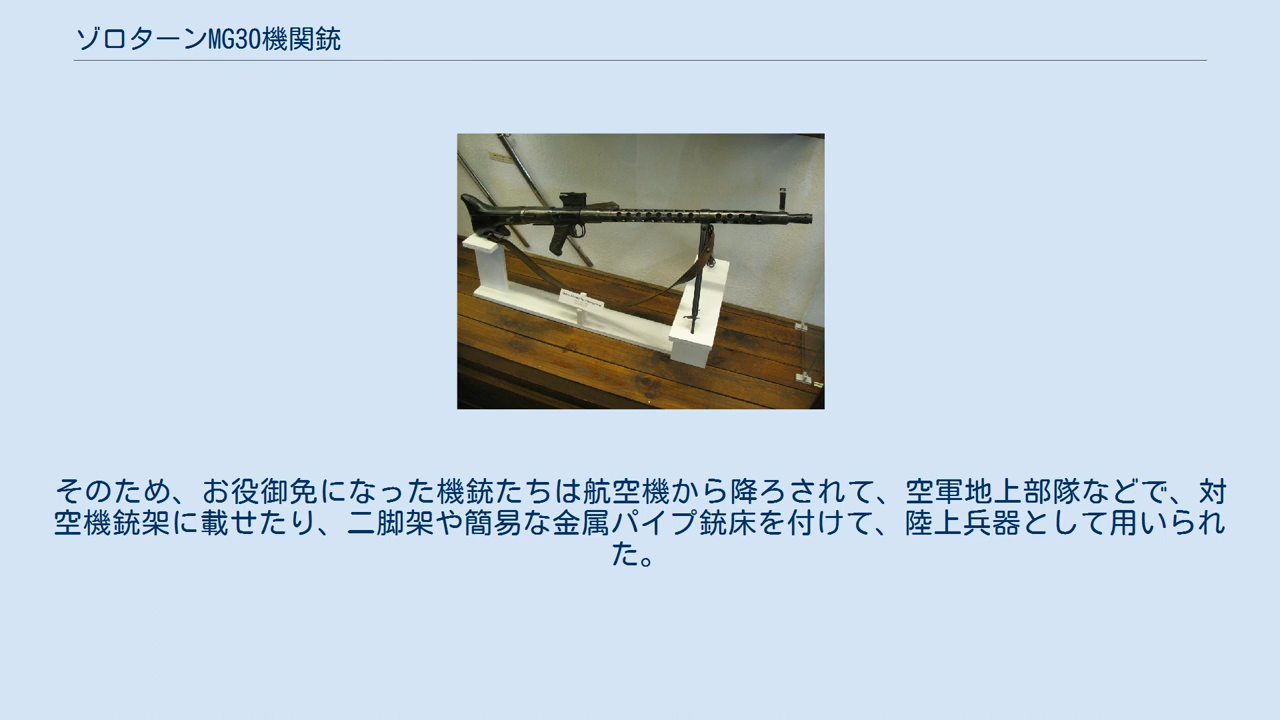 ゾロターンMG30機関銃
そのため、お役御免になった機銃たちは航空機から降ろされて、空軍地上部隊などで、対
空機銃架に載せたり、二脚架や簡易な金属パイプ銃床を付けて、陸上兵器として用いられ
た。